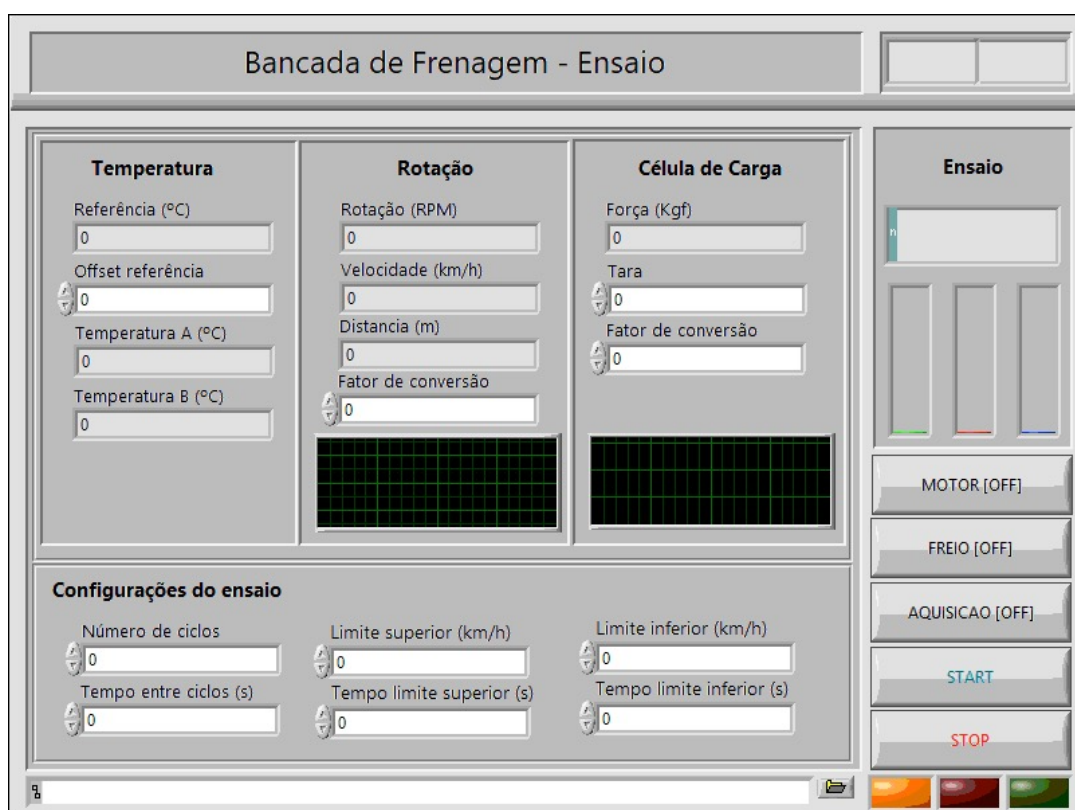 Bancada de Frenagem - Ensaio
Temperatura
Referência (ºC)
0
Offset referência
0
Temperatura A (ºC)
0
Temperatura B (ºC)
0
Rotação
Rotação (RPM)
0
Velocidade (km/h)
0
Distancia (m)
0
Fator de conversão
0
Célula de Carga
Força (Kgf)
0
Tara
0
Fator de conversão
0
Ensaio
n
MOTOR [OFF]
FREIO [OFF]
AQUISICAO [OFF]
START
STOP
Configurações do ensaio
Número de ciclos
0
Tempo entre ciclos (s)
0
Limite superior (km/h)
0
Tempo limite superior (s)
0
Limite inferior (km/h)
0
Tempo limite inferior (s)
0